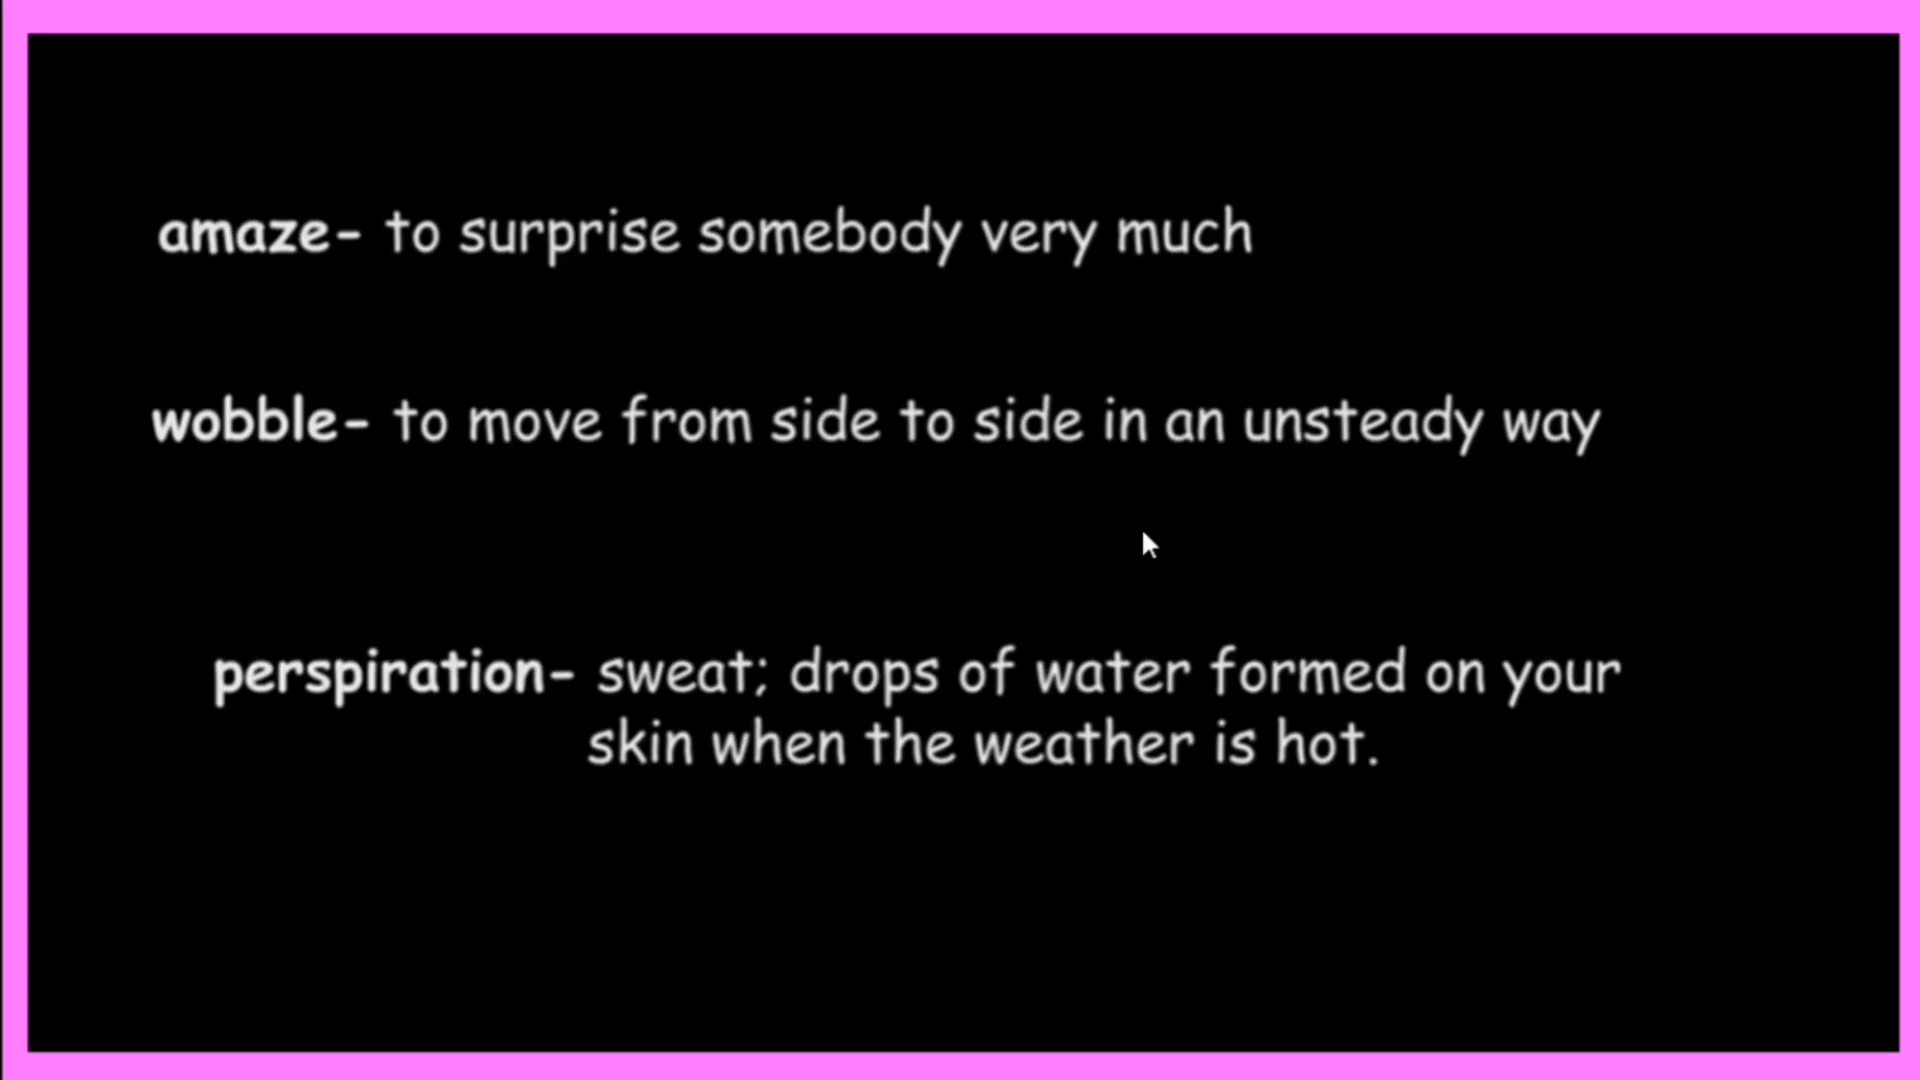 amaze- to surprise somebody very much
wobble- to move from side to side in an unsteady way
perspiration- sweat; drops of water formed on your
skin when the weather is hot.